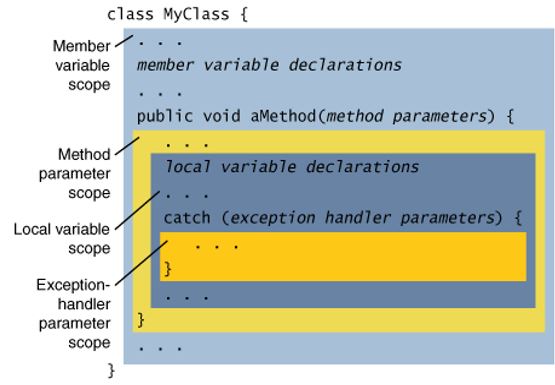 class MyClass {
. . .
Member
variable
scope
member variable declarations
. . .
public void aMethod(method parameters) {
. . .
Method
parameter
scope
local variable declarations
. . .
Local variable
scope
catch (exception handler parameters) {
. . .
}
Exception-
handler
parameter
scope
. . .
}
. . .
}